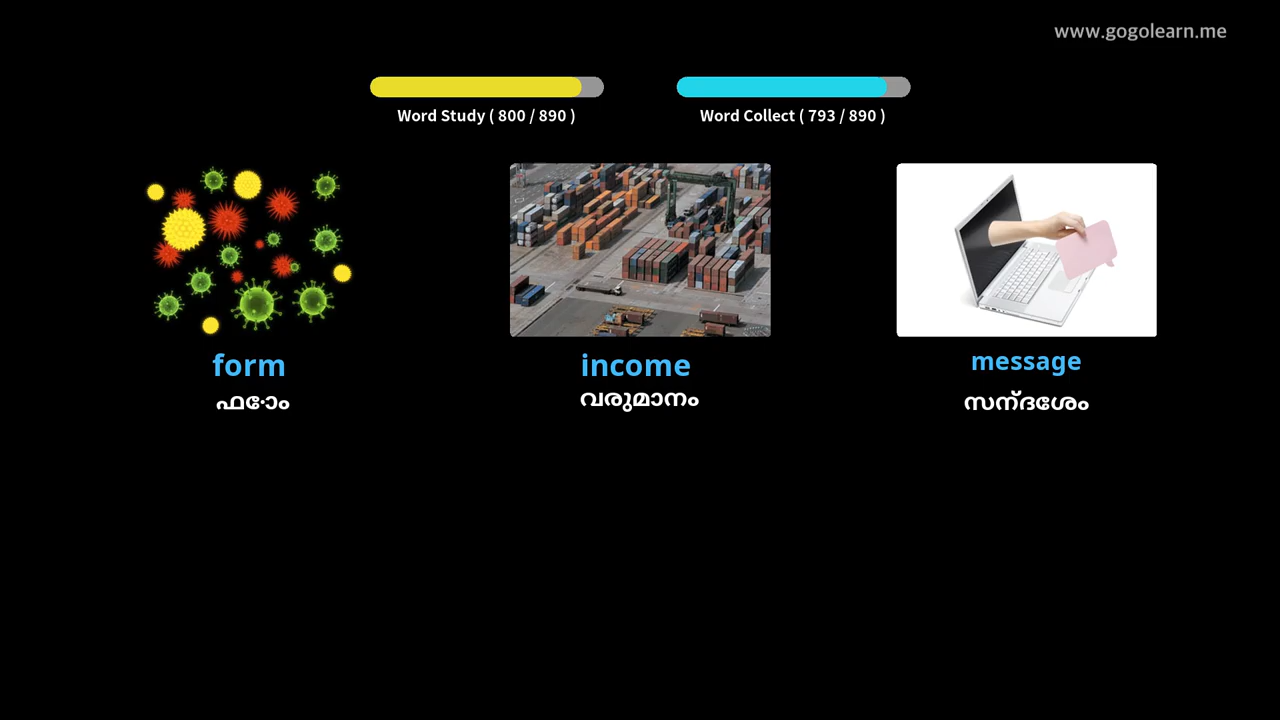 www.gogolearn.me
Word Study ( 800 / 890 )
Word Collect ( 793 / 890 )
form
income
message
ഫോം
വരുമാനം
സന്ദേശം